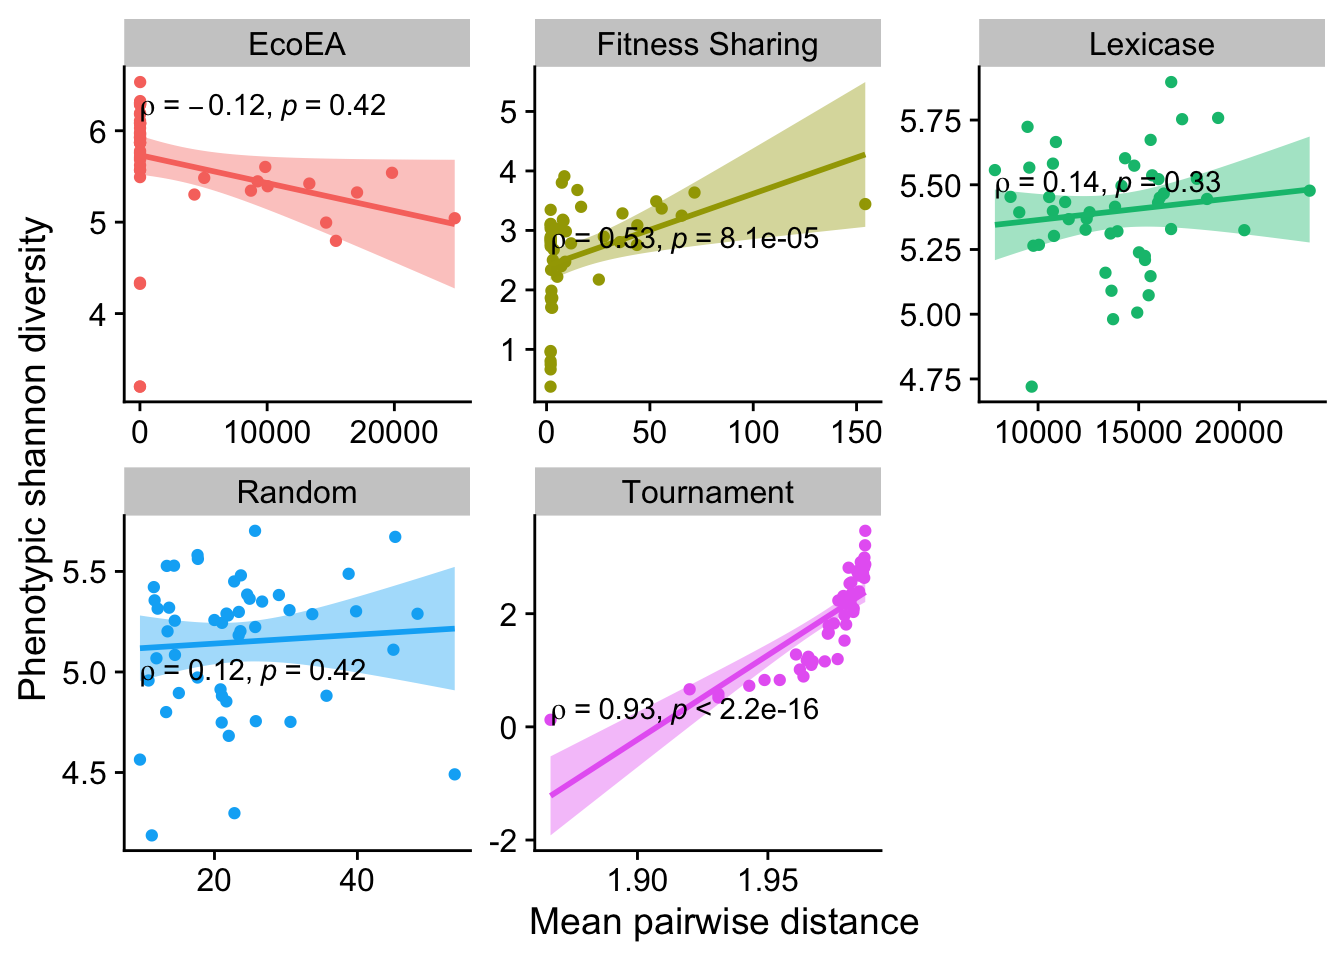 EcoEA
Fitness Sharing
Lexicase
Phenotypic shannon diversity
ρ = −0.12, p = 0.42
6
5
4
0
10000
20000
ρ = 0.53, p = 8.1e-05
5
4
3
2
1
0
50
100
150
ρ = 0.14, p = 0.33
5.75
5.50
5.25
5.00
4.75
10000
15000
20000
Random
Tournament
ρ = 0.12, p = 0.42
5.5
5.0
4.5
20
40
ρ = 0.93, p < 2.2e-16
2
0
-2
1.90
1.95
Mean pairwise distance